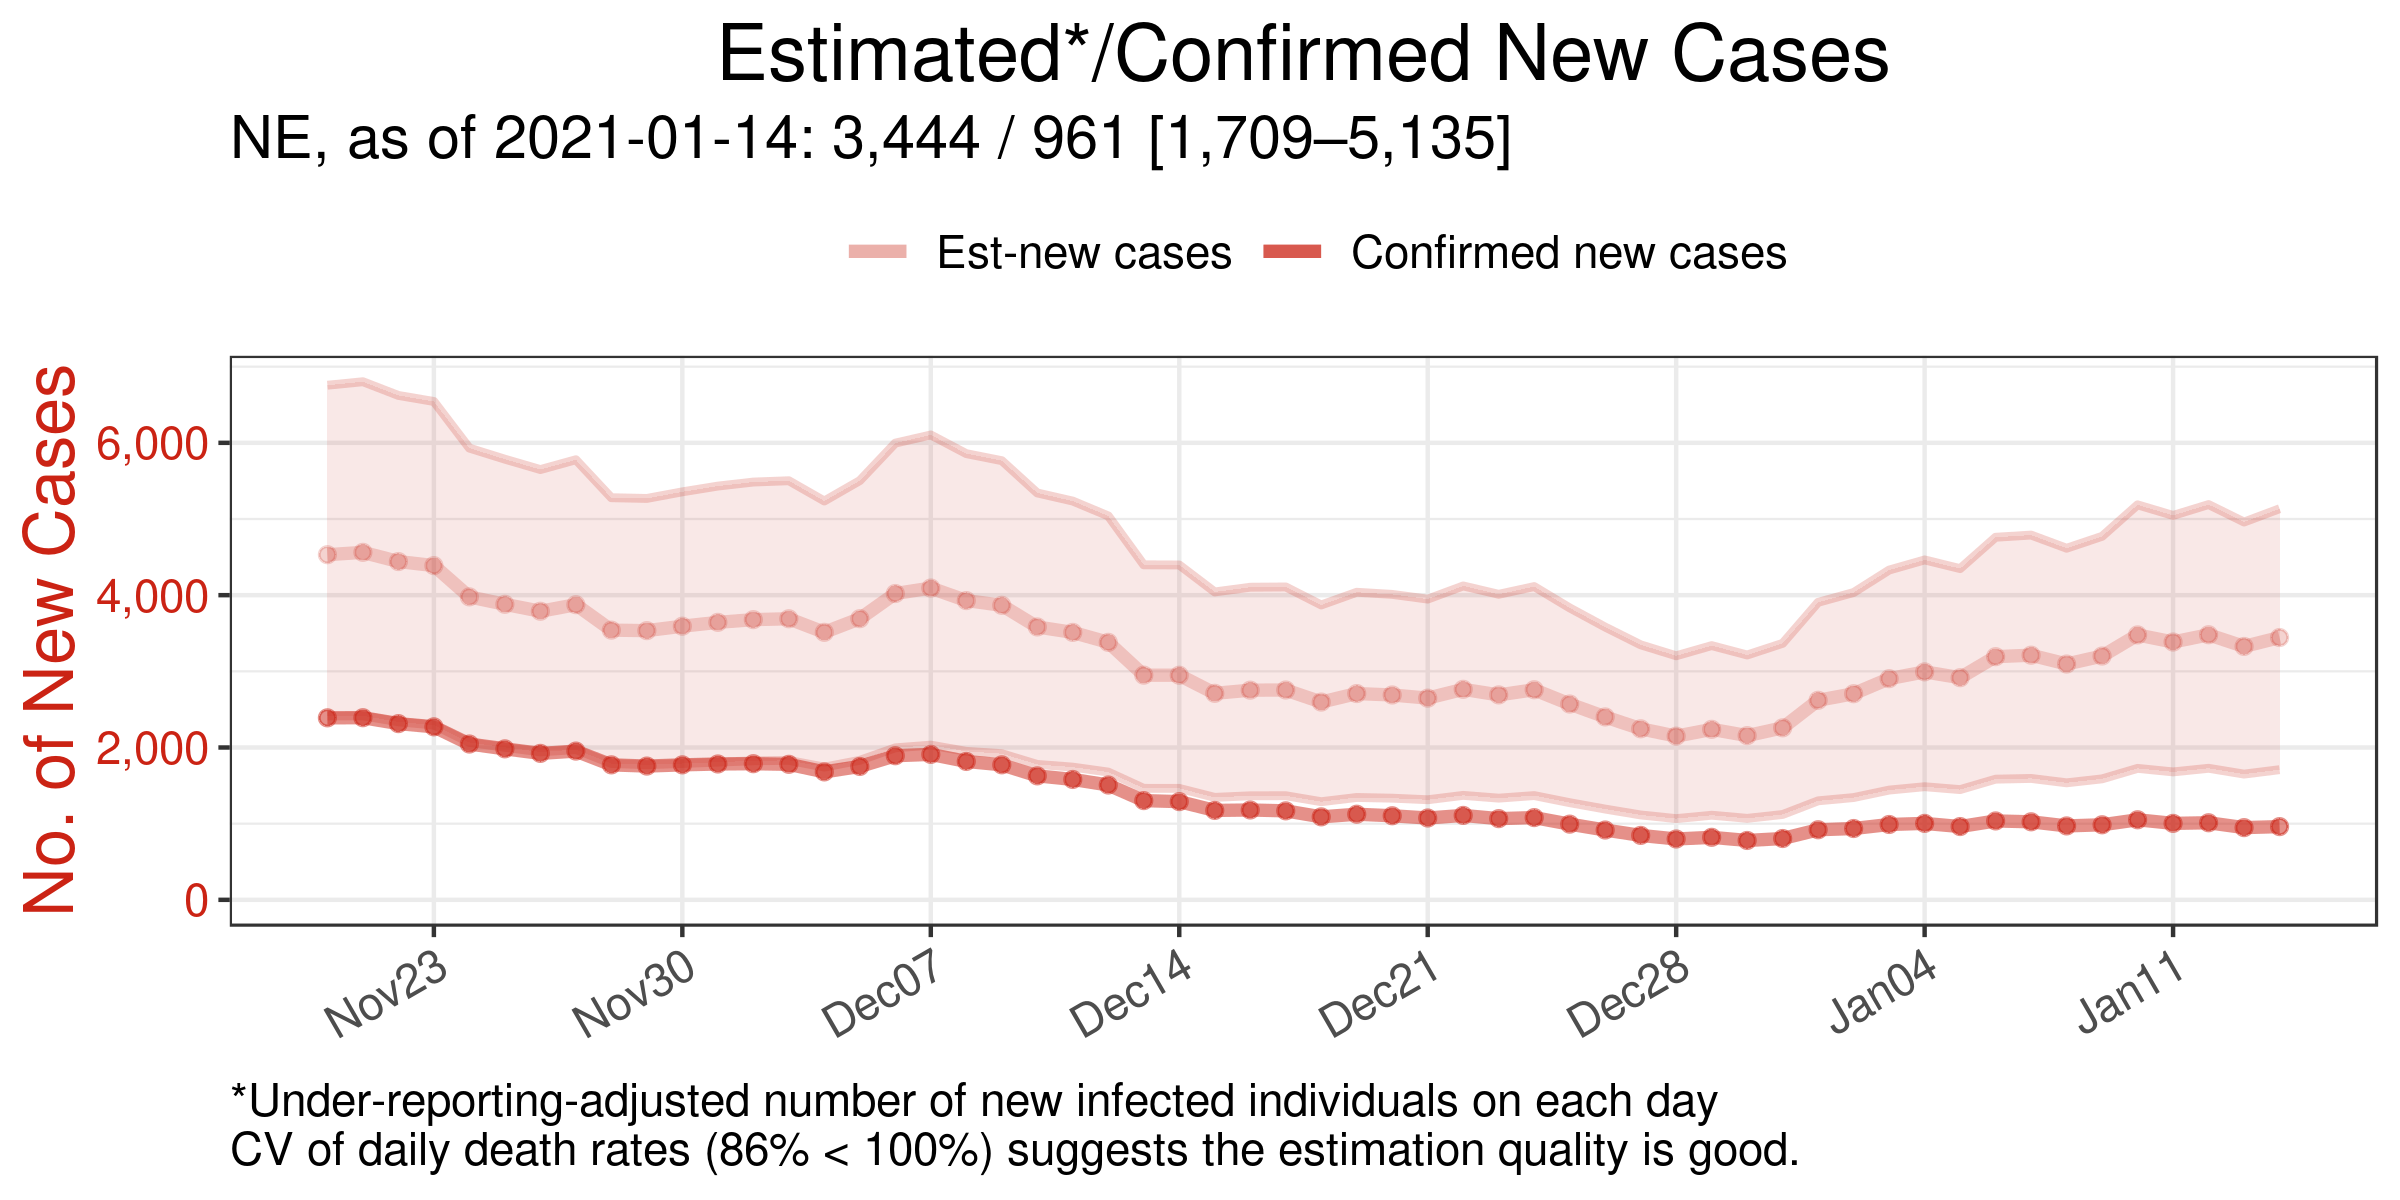 Estimated*/Confirmed New Cases
NE, as of 2021-01-14: 3,444 / 961 [1,709–5,135]
Est-new cases
Confirmed new cases
No. of New Cases
6,000
4,000
2,000
0
Nov23
Nov30
Dec07
Dec14
Dec21
Dec28
Jan04
Jan11
*Under-reporting-adjusted number of new infected individuals on each day
CV of daily death rates (86% < 100%) suggests the estimation quality is good.